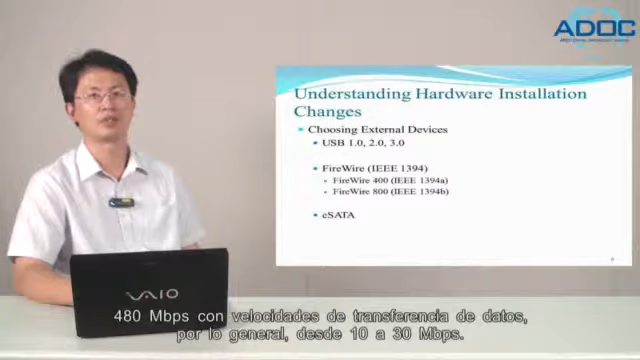 ADOC
Understanding Hardware Installation
Changes
Choosing External Devices
USB 1.0, 2.0, 3.0
FireWire (IEEE 1394)
FireWire 400 (IEEE 1394a)
FireWire 800 (IEEE 1394b)
eSATA
VAIO
480 Mbps con velocidades de transferencia de datos,
por lo general, desde 10 a 30 Mbps.